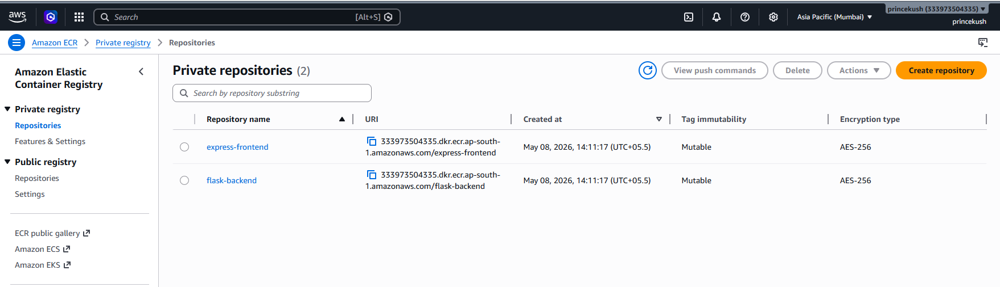 aws
Search [Alt+S]
Asia Pacific (Mumbai)
princekush (333973504335)
princekush
Amazon ECR
Private registry
Repositories
Amazon Elastic
Container Registry
Private registry
Repositories
Features & Settings
Public registry
Repositories
Settings
ECR public gallery
Amazon ECS
Amazon EKS
Private repositories (2)
View push commands
Delete
Actions
Create repository
Search by repository substring
Repository name URI Created at Tag immutability Encryption type
express-frontend 333973504335.dkr.ecr.ap-south-
1.amazonaws.com/express-frontend May 08, 2026, 14:11:17 (UTC+05.5) Mutable AES-256
flask-backend 333973504335.dkr.ecr.ap-south-
1.amazonaws.com/flask-backend May 08, 2026, 14:11:17 (UTC+05.5) Mutable AES-256